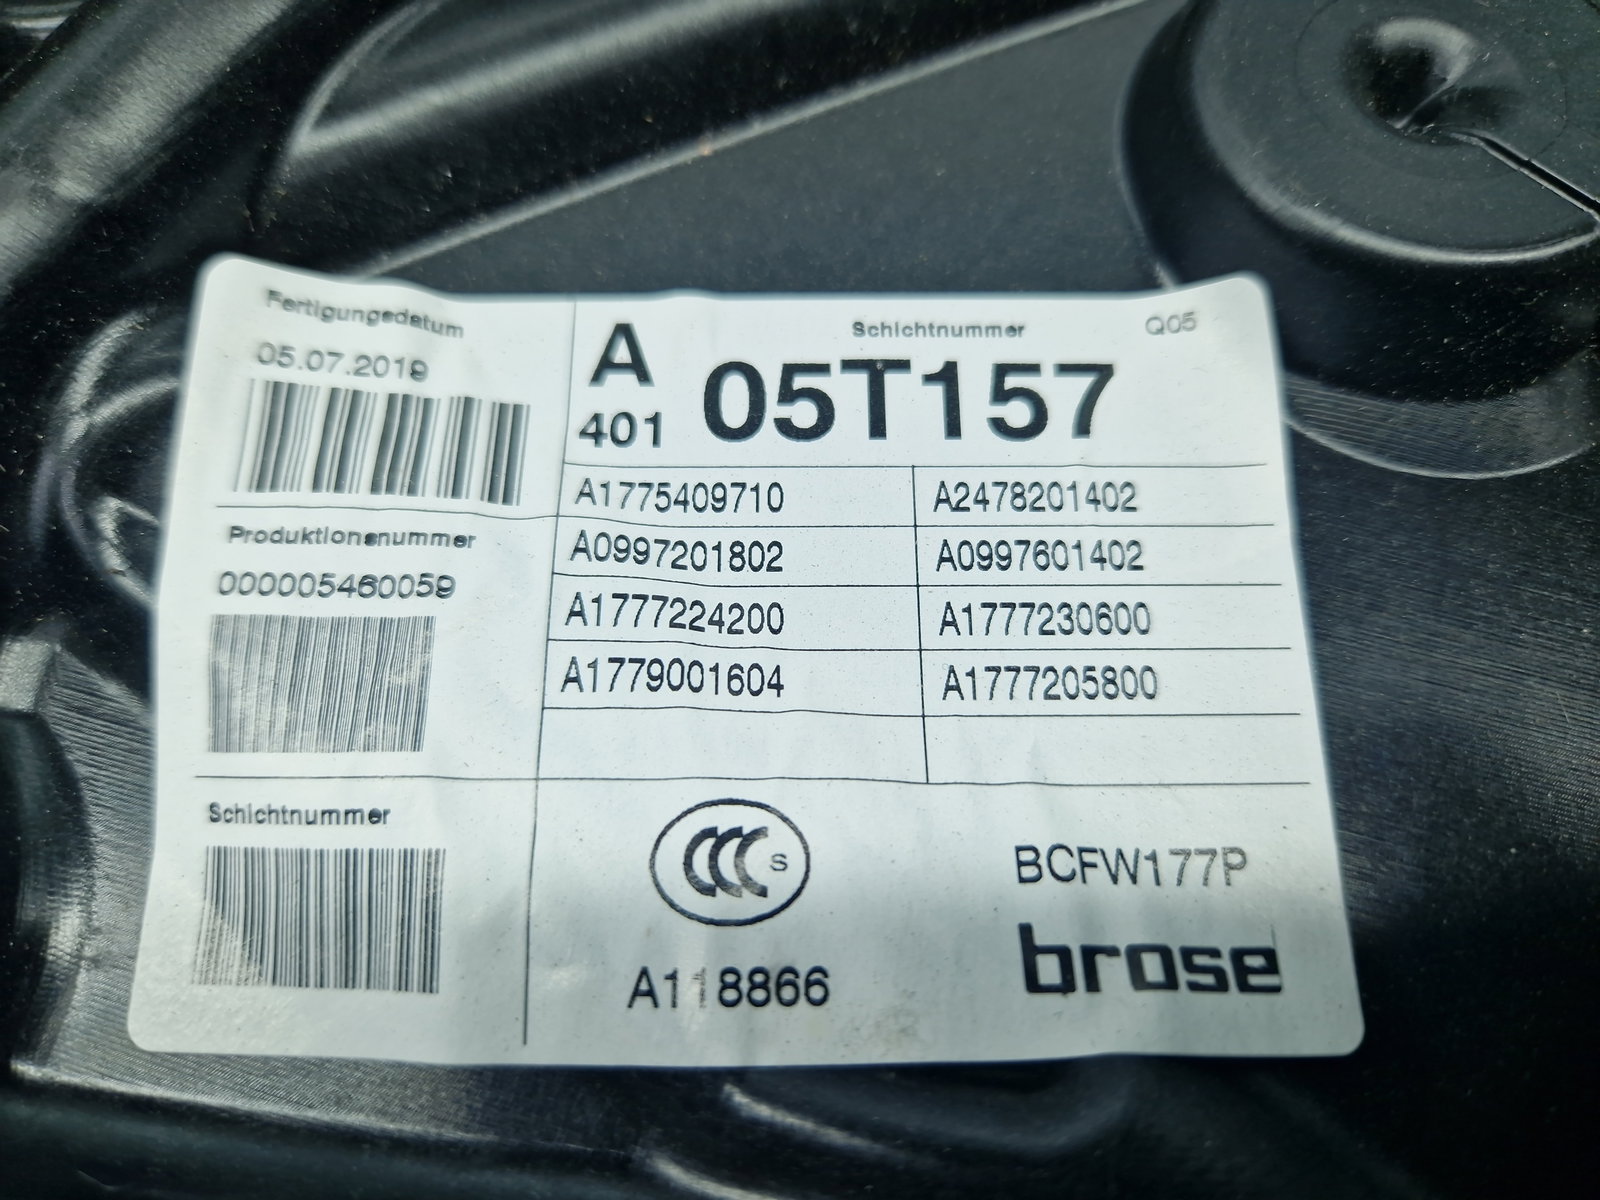 Fertigungsdatum
05.07.2019
Produktionsnummer
000005460059
Schichtnummer
A
401
Schichtnummer
Q05
05T157
A1775409710 A2478201402
A0997201802 A0997601402
A1777224200 A1777230600
A1779001604 A1777205800
CCC S
A118866
BCFW177P
brose